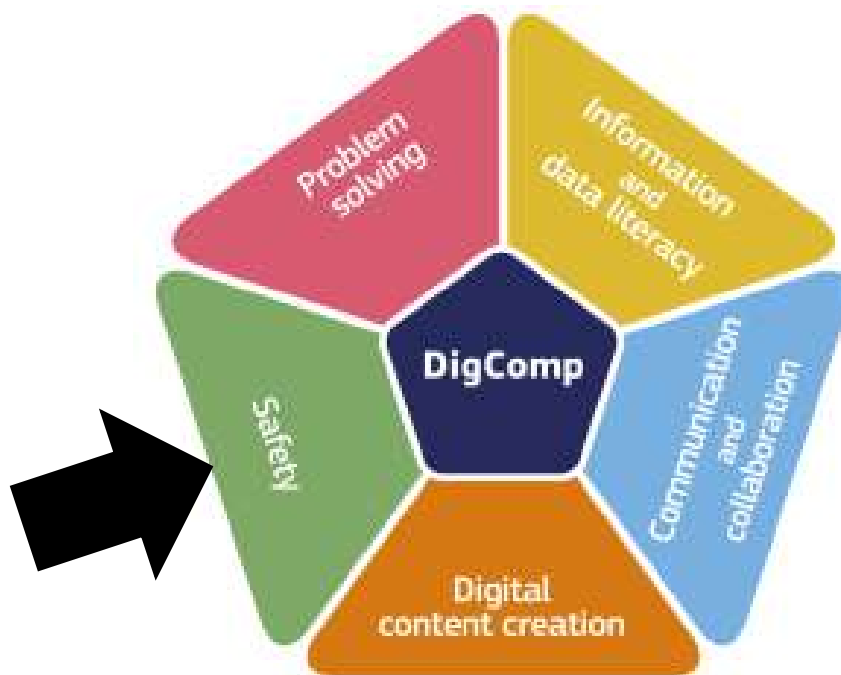 Problem
solving
Information
and
data literacy
DigComp
Safety
Communication
and
collaboration
Digital
content creation